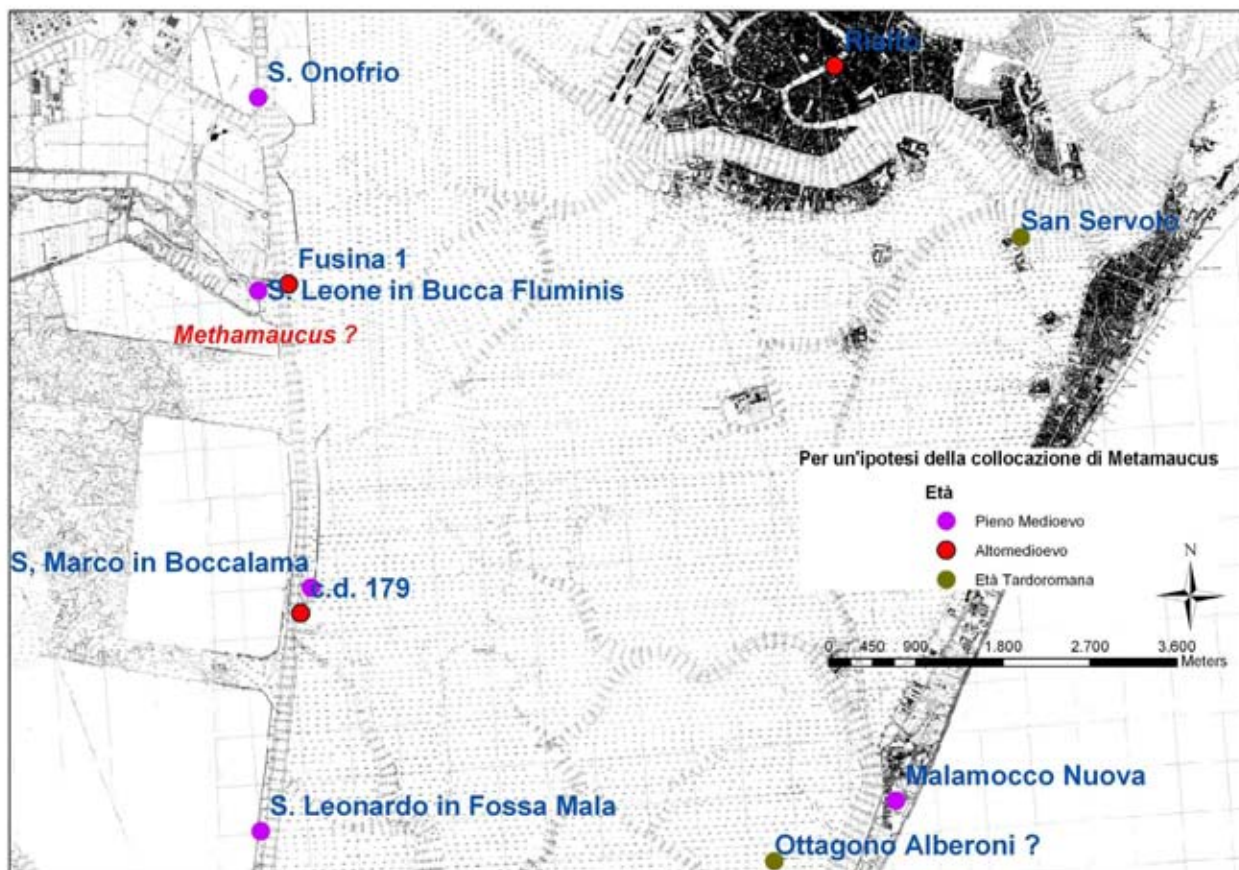 Rialto
S. Onofrio
San Servolo
Fusina 1
S. Leone in Bucca Fluminis
Methamaucus ?
Per un'ipotesi della collocazione di Metamaucus
Età
Pieno Medioevo
Altomedioevo
Età Tardoromana
N
S, Marco in Boccalama
c.d. 179
0 450 900 1.800 2.700 3.600
Meters
Malamocco Nuova
S. Leonardo in Fossa Mala
Ottagono Alberoni ?